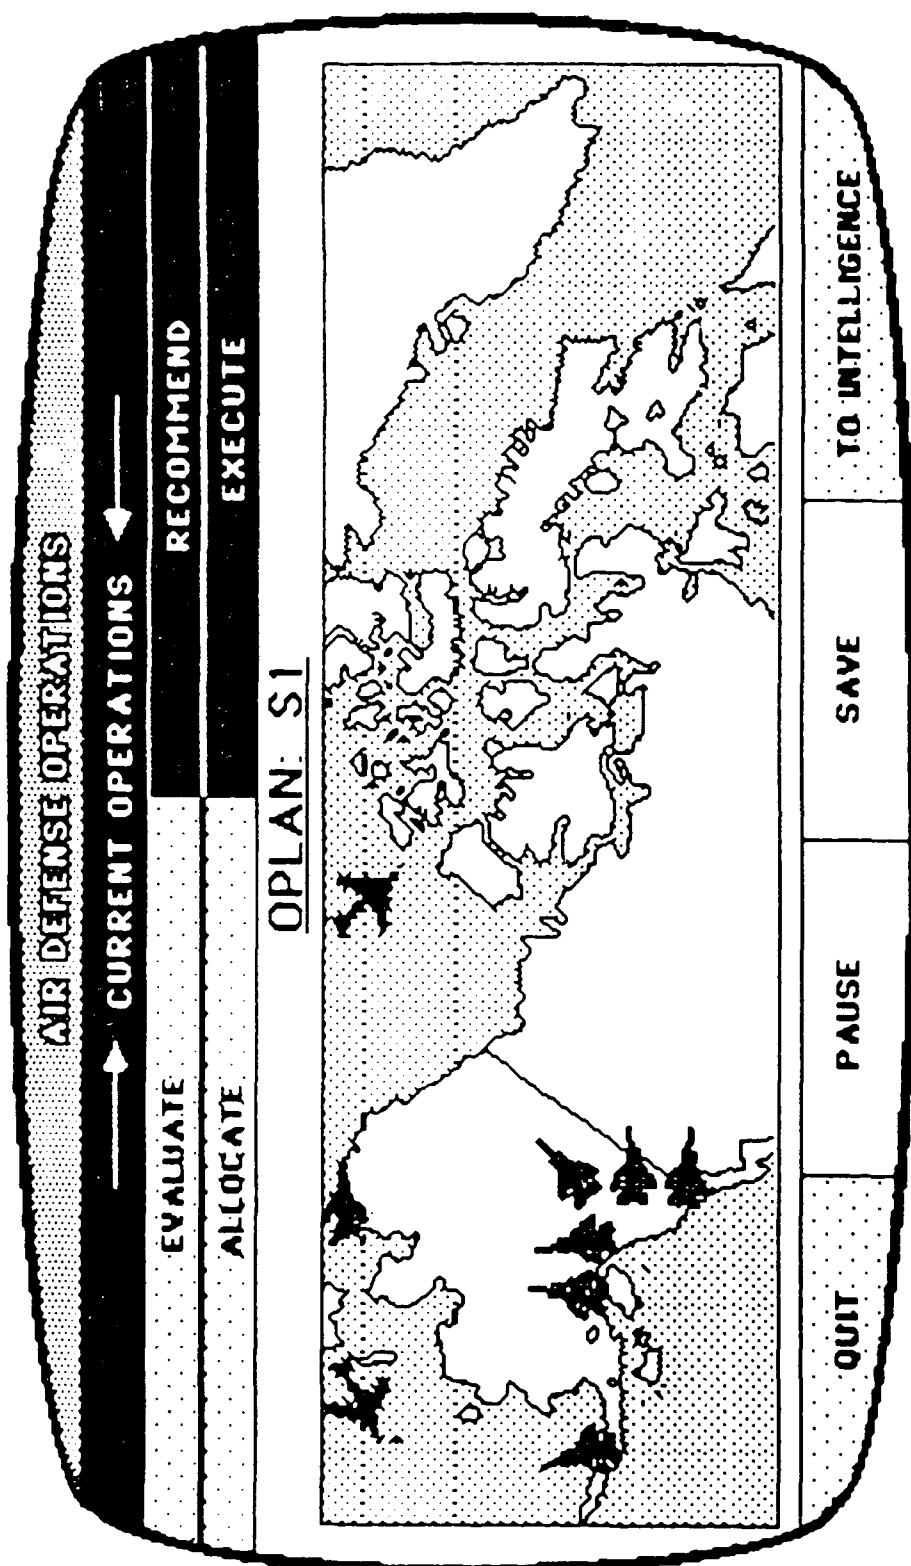 AIR DEFENSE OPERATIONS
CURRENT OPERATIONS
EVALUATE RECOMMEND
ALLOCATE EXECUTE
OPLAN: S1
QUIT PAUSE SAVE TO INTELLIGENCE